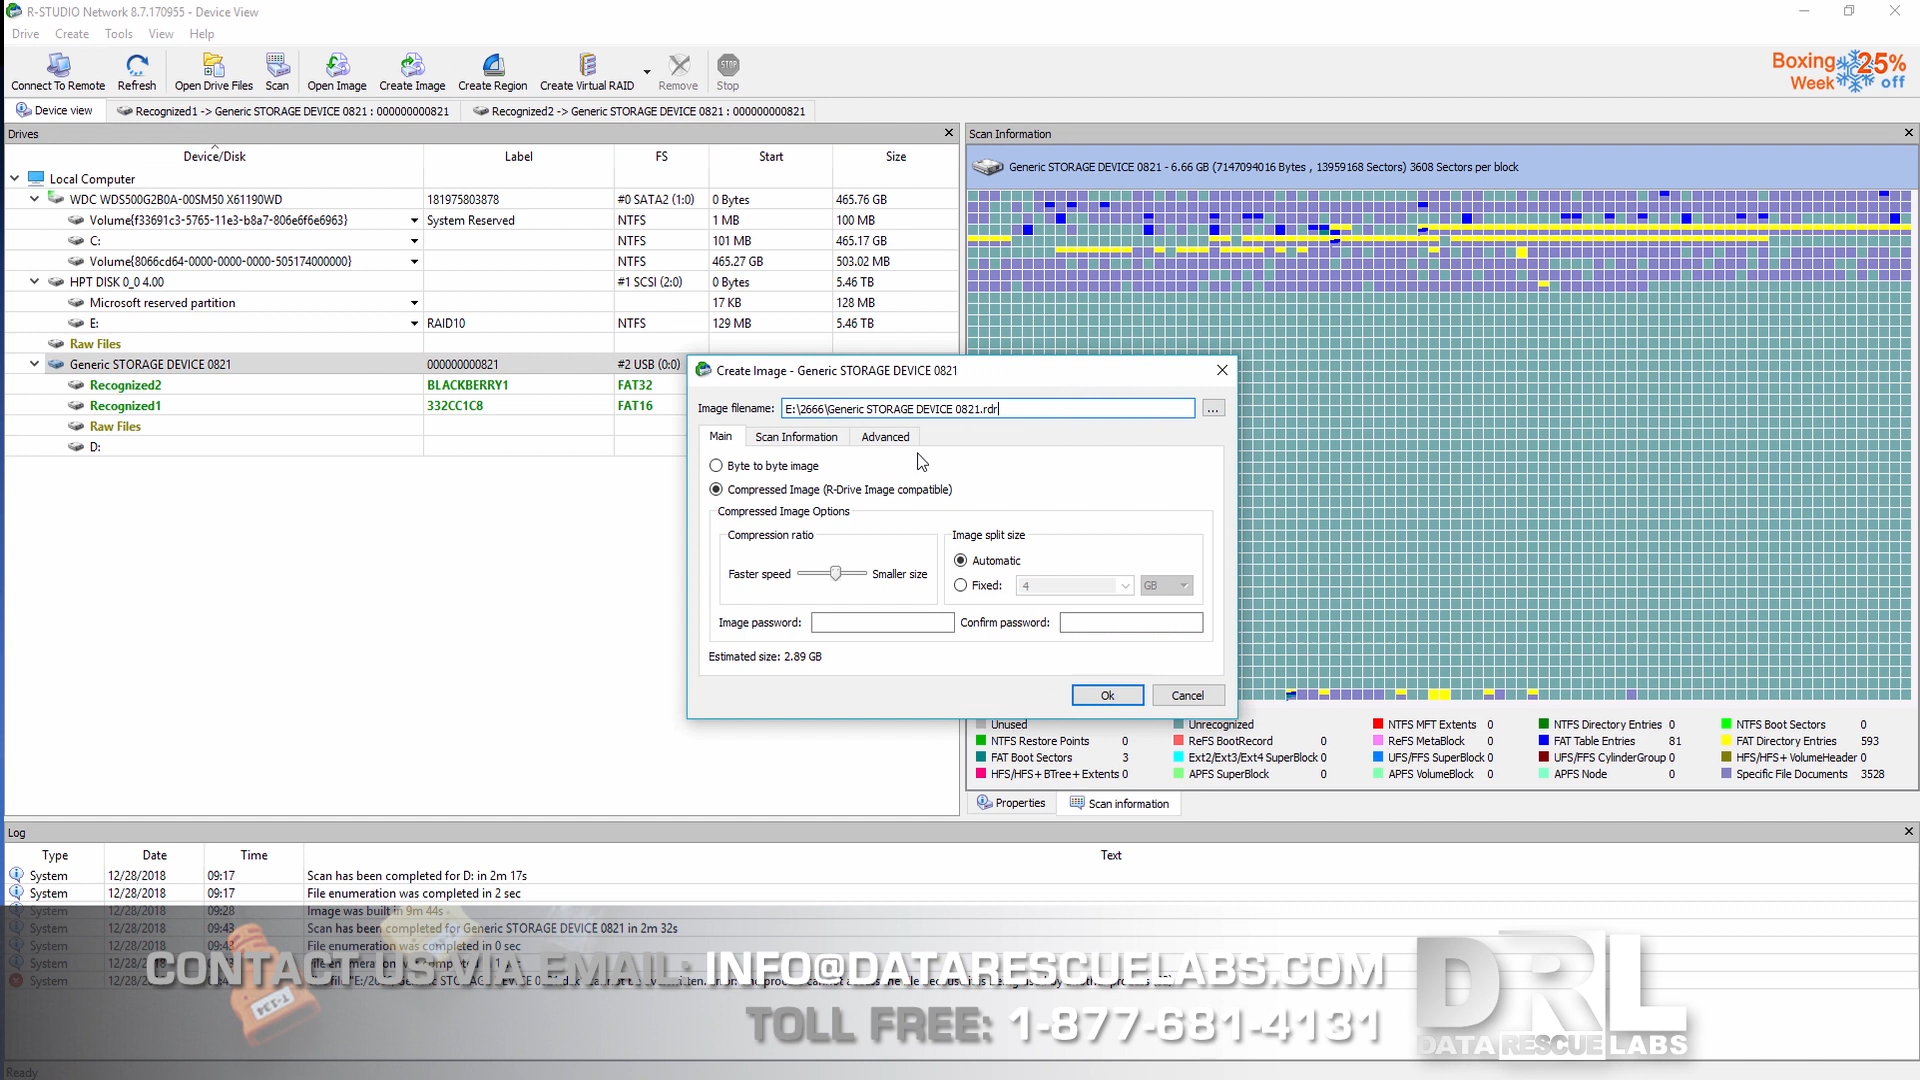 R-STUDIO Network 8.7.170955 - Device View
Drive Create Tools View Help
Connect To Remote Refresh Open Drive Files Scan Open Image Create Image Create Region Create Virtual RAID Remove Stop
STOP
Boxing Week 25% off
Device view Recognized1 -> Generic STORAGE DEVICE 0821 : 000000000821 Recognized2 -> Generic STORAGE DEVICE 0821 : 000000000821
Drives
Device/Disk Label FS Start Size
Local Computer
WDC WDS500G2B0A-00SM50 X61190WD 181975803878 #0 SATA2 (1:0) 0 Bytes 465.76 GB
Volume{f33691c3-5765-11e3-b8a7-806e6f6e6963} System Reserved NTFS 1 MB 100 MB
C: NTFS 101 MB 465.17 GB
Volume{8066cd64-0000-0000-0000-505174000000} NTFS 465.27 GB 503.02 MB
HPT DISK 0_0 4.00 #1 SCSI (2:0) 0 Bytes 5.46 TB
Microsoft reserved partition 17 KB 128 MB
E: RAID10 NTFS 129 MB 5.46 TB
Raw Files
Generic STORAGE DEVICE 0821 000000000821 #2 USB (0:0)
Recognized2 BLACKBERRY1 FAT32
Recognized1 332CC1C8 FAT16
Raw Files
D:
Scan Information
Generic STORAGE DEVICE 0821 - 6.66 GB (7147094016 Bytes , 13959168 Sectors) 3608 Sectors per block
Create Image - Generic STORAGE DEVICE 0821
Image filename: E:\2666\Generic STORAGE DEVICE 0821.rdr ...
Main Scan Information Advanced
Byte to byte image
Compressed Image (R-Drive Image compatible)
Compressed Image Options
Compression ratio Image split size
Automatic
Faster speed Smaller size
Fixed: 4 GB
Image password: Confirm password:
Estimated size: 2.89 GB
Ok Cancel
Unused Unrecognized NTFS MFT Extents 0 NTFS Directory Entries 0 NTFS Boot Sectors 0
NTFS Restore Points 0 ReFS BootRecord 0 ReFS MetaBlock 0 FAT Table Entries 81 FAT Directory Entries 593
FAT Boot Sectors 3 Ext2/Ext3/Ext4 SuperBlock 0 UFS/FFS SuperBlock 0 UFS/FFS CylinderGroup 0 HFS/HFS+ VolumeHeader 0
HFS/HFS+ BTree+ Extents 0 APFS SuperBlock 0 APFS VolumeBlock 0 APFS Node 0 Specific File Documents 3528
Properties Scan information
Log
Type Date Time Text
System 12/28/2018 09:17 Scan has been completed for D: in 2m 17s
System 12/28/2018 09:17 File enumeration was completed in 2 sec
System 12/28/2018 09:28 Image was built in 9m 44s
System 12/28/2018 09:43 Scan has been completed for Generic STORAGE DEVICE 0821 in 2m 32s
System 12/28/2018 File enumeration was completed in 0 sec
System
System
CONTACT US VIA EMAIL: INFO@DATARESCUELABS.COM
TOLL FREE: 1-877-681-4131
DRL
DATA RESCUE LABS
Ready